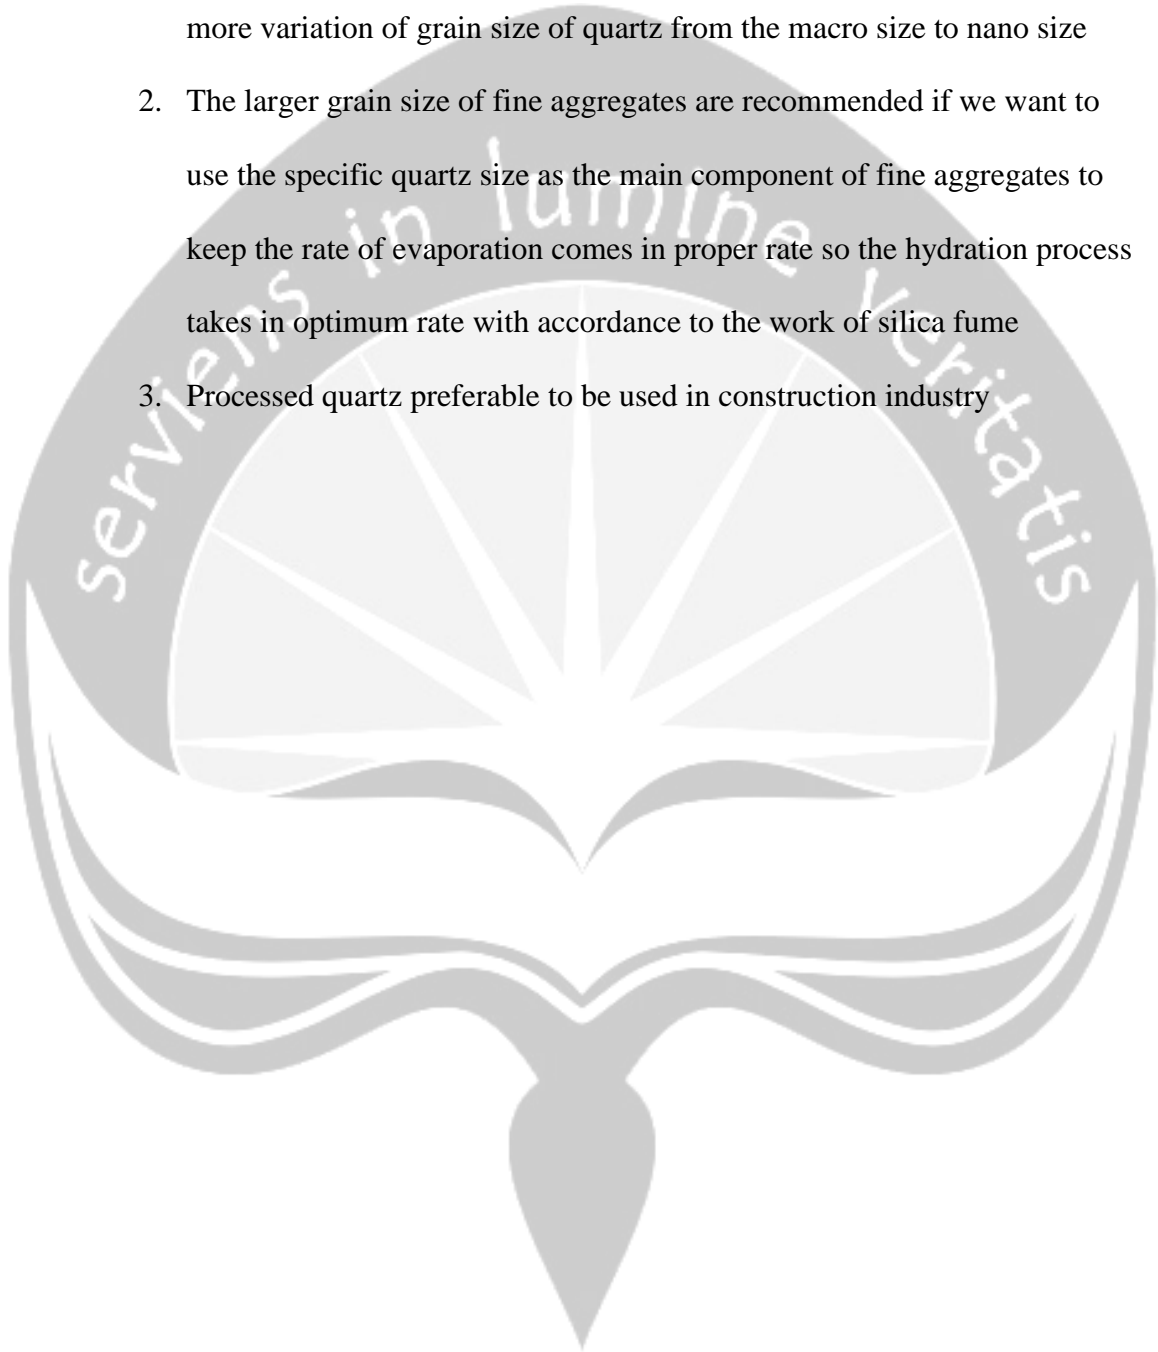 more variation of grain size of quartz from the macro size to nano size
2. The larger grain size of fine aggregates are recommended if we want to
use the specific quartz size as the main component of fine aggregates to
keep the rate of evaporation comes in proper rate so the hydration process
takes in optimum rate with accordance to the work of silica fume
3. Processed quartz preferable to be used in construction industry
serviens in lumine veritatis